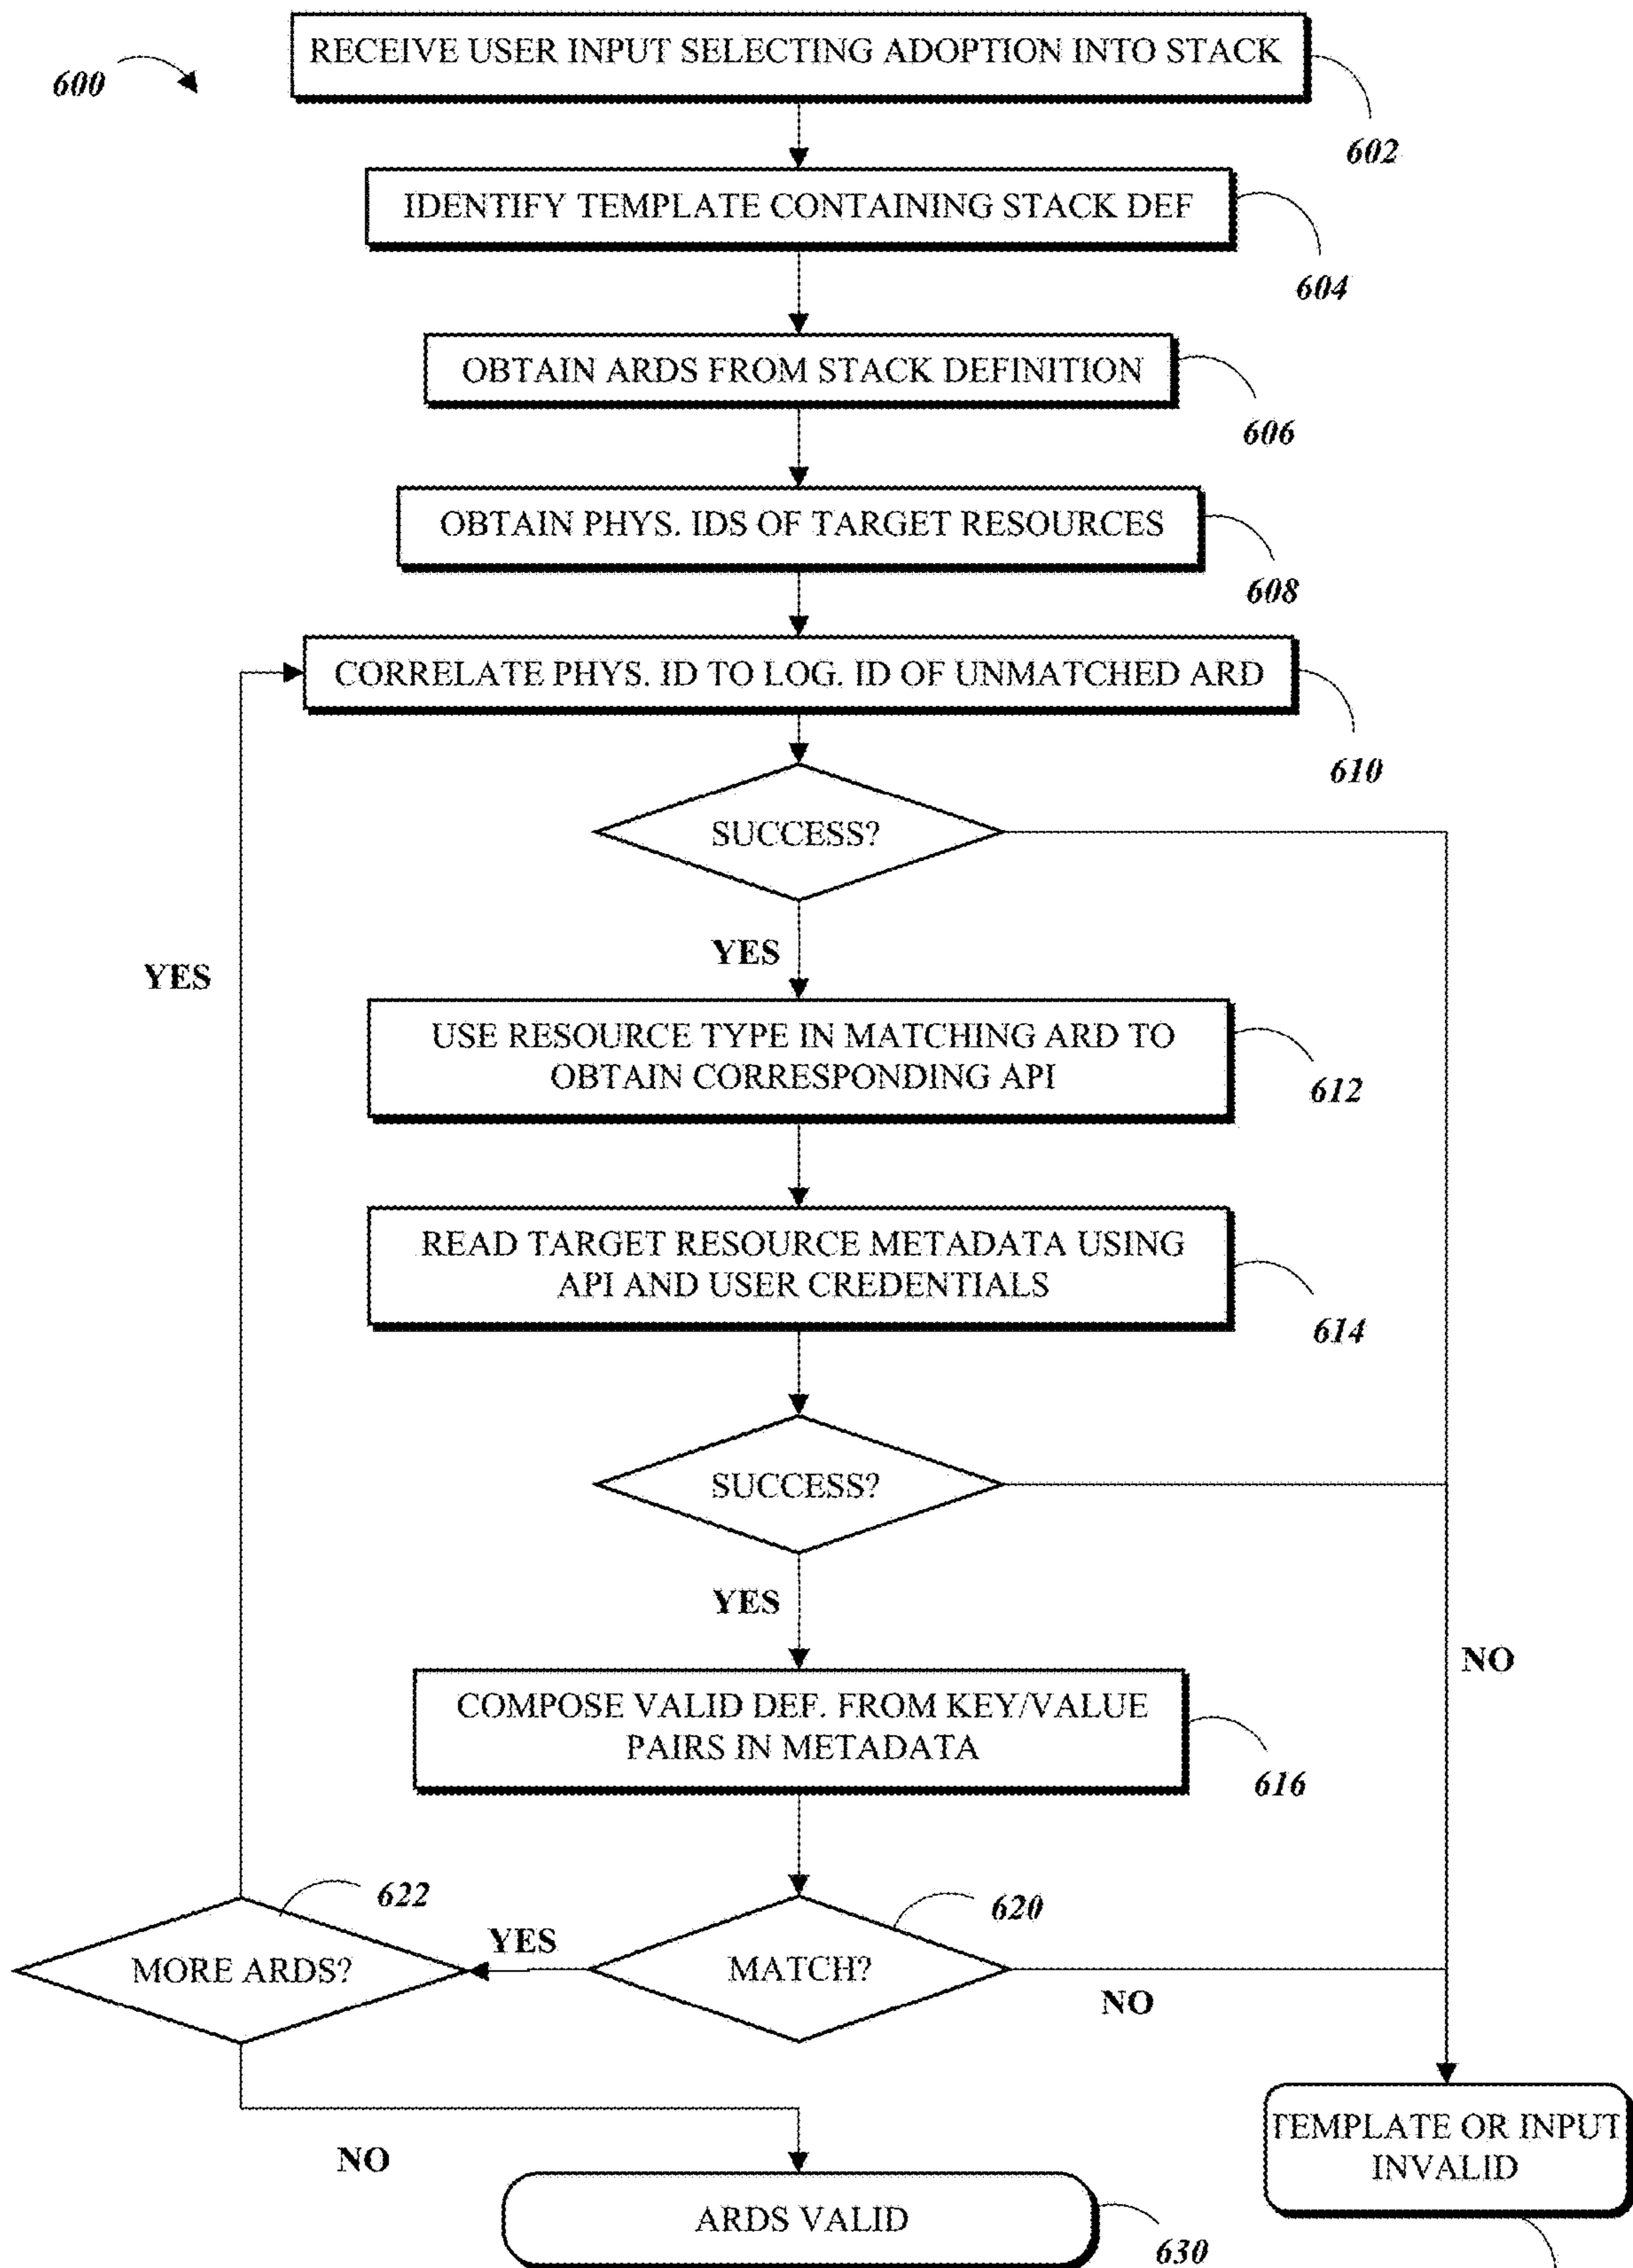 600
RECEIVE USER INPUT SELECTING ADOPTION INTO STACK
602
IDENTIFY TEMPLATE CONTAINING STACK DEF
604
OBTAIN ARDS FROM STACK DEFINITION
606
OBTAIN PHYS. IDS OF TARGET RESOURCES
608
CORRELATE PHYS. ID TO LOG. ID OF UNMATCHED ARD
610
SUCCESS?
YES
YES
USE RESOURCE TYPE IN MATCHING ARD TO
OBTAIN CORRESPONDING API
612
READ TARGET RESOURCE METADATA USING
API AND USER CREDENTIALS
614
SUCCESS?
YES
NO
COMPOSE VALID DEF. FROM KEY/VALUE
PAIRS IN METADATA
616
622
620
MORE ARDS?
YES
MATCH?
NO
TEMPLATE OR INPUT
INVALID
NO
ARDS VALID
630